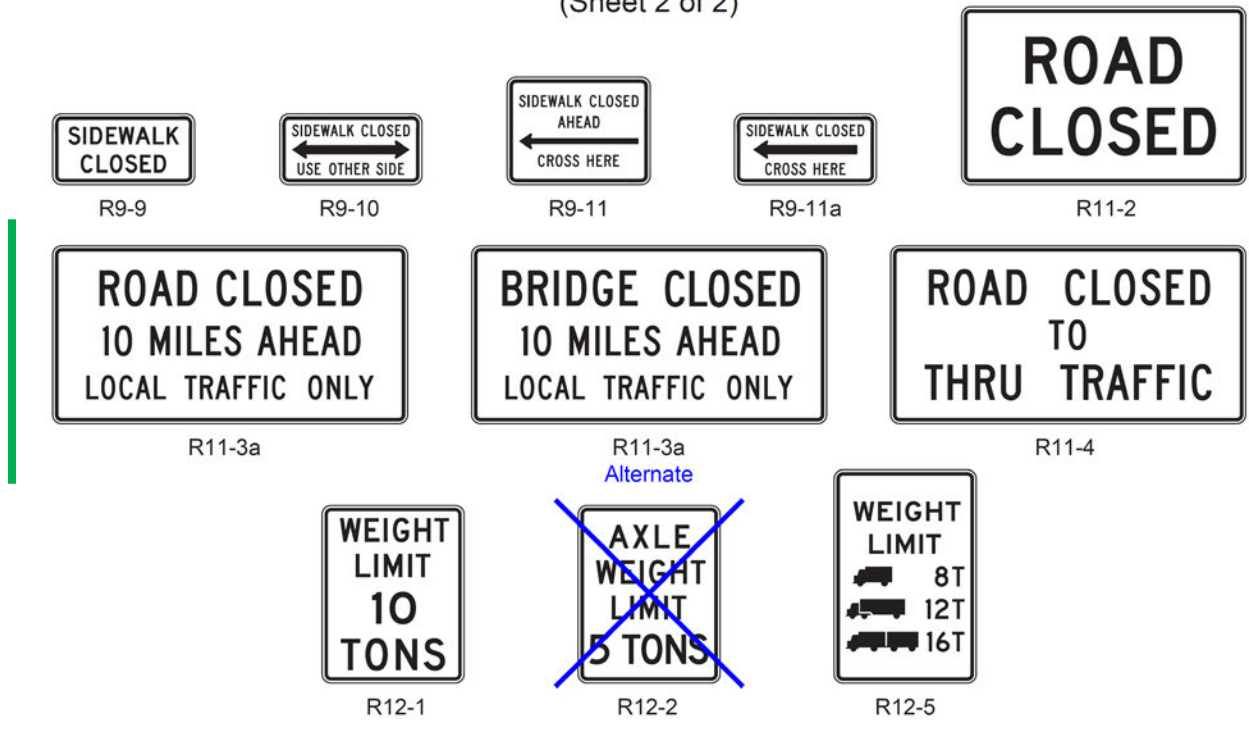 (Sheet 2 of 2)
SIDEWALK
CLOSED
R9-9
SIDEWALK CLOSED
USE OTHER SIDE
R9-10
SIDEWALK CLOSED
AHEAD
CROSS HERE
R9-11
SIDEWALK CLOSED
CROSS HERE
R9-11a
ROAD
CLOSED
R11-2
ROAD CLOSED
10 MILES AHEAD
LOCAL TRAFFIC ONLY
R11-3a
BRIDGE CLOSED
10 MILES AHEAD
LOCAL TRAFFIC ONLY
R11-3a
Alternate
ROAD CLOSED
TO
THRU TRAFFIC
R11-4
WEIGHT
LIMIT
10
TONS
R12-1
AXLE
WEIGHT
LIMIT
5 TONS
R12-2
WEIGHT
LIMIT
8T
12T
16T
R12-5